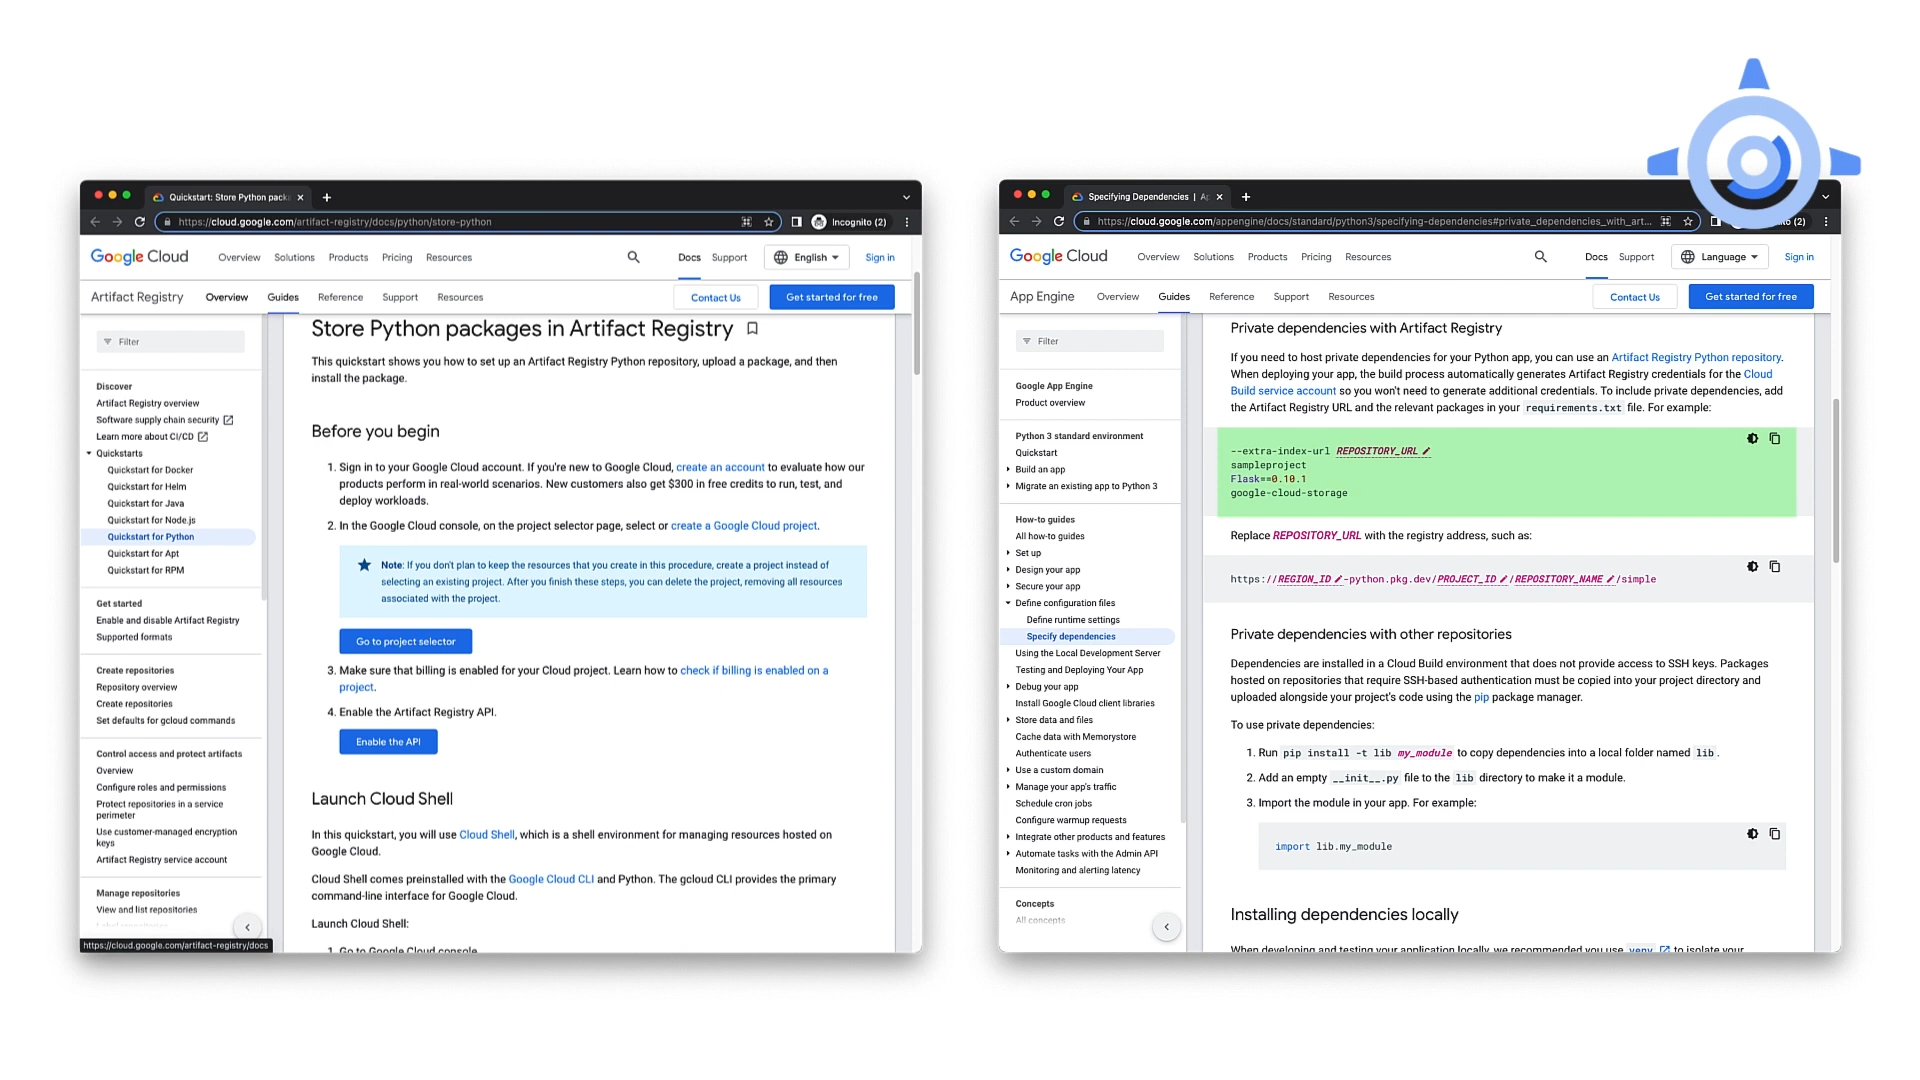 Quickstart: Store Python pack
https://cloud.google.com/artifact-registry/docs/python/store-python
Incognito (2)
Google Cloud
Overview Solutions Products Pricing Resources
Docs Support English Sign in
Artifact Registry Overview Guides Reference Support Resources
Contact Us Get started for free
Filter
Discover
Artifact Registry overview
Software supply chain security
Learn more about CI/CD
Quickstarts
Quickstart for Docker
Quickstart for Helm
Quickstart for Java
Quickstart for Node.js
Quickstart for Python
Quickstart for Apt
Quickstart for RPM
Get started
Enable and disable Artifact Registry
Supported formats
Create repositories
Repository overview
Create repositories
Set defaults for gcloud commands
Control access and protect artifacts
Overview
Configure roles and permissions
Protect repositories in a service
perimeter
Use customer-managed encryption
keys
Artifact Registry service account
Manage repositories
View and list repositories
https://cloud.google.com/artifact-registry/docs
Store Python packages in Artifact Registry
This quickstart shows you how to set up an Artifact Registry Python repository, upload a package, and then
install the package.
Before you begin
1. Sign in to your Google Cloud account. If you're new to Google Cloud, create an account to evaluate how our
products perform in real-world scenarios. New customers also get $300 in free credits to run, test, and
deploy workloads.
2. In the Google Cloud console, on the project selector page, select or create a Google Cloud project.
Note: If you don't plan to keep the resources that you create in this procedure, create a project instead of
selecting an existing project. After you finish these steps, you can delete the project, removing all resources
associated with the project.
Go to project selector
3. Make sure that billing is enabled for your Cloud project. Learn how to check if billing is enabled on a
project.
4. Enable the Artifact Registry API.
Enable the API
Launch Cloud Shell
In this quickstart, you will use Cloud Shell, which is a shell environment for managing resources hosted on
Google Cloud.
Cloud Shell comes preinstalled with the Google Cloud CLI and Python. The gcloud CLI provides the primary
command-line interface for Google Cloud.
Launch Cloud Shell:
1. Go to Google Cloud console.
Specifying Dependencies | Ap
https://cloud.google.com/appengine/docs/standard/python3/specifying-dependencies#private_dependencies_with_art...
(2)
Google Cloud
Overview Solutions Products Pricing Resources
Docs Support Language Sign in
App Engine Overview Guides Reference Support Resources
Contact Us Get started for free
Filter
Google App Engine
Product overview
Python 3 standard environment
Quickstart
Build an app
Migrate an existing app to Python 3
How-to guides
All how-to guides
Set up
Design your app
Secure your app
Define configuration files
Define runtime settings
Specify dependencies
Using the Local Development Server
Testing and Deploying Your App
Debug your app
Install Google Cloud client libraries
Store data and files
Cache data with Memorystore
Authenticate users
Use a custom domain
Manage your app's traffic
Schedule cron jobs
Configure warmup requests
Integrate other products and features
Automate tasks with the Admin API
Monitoring and alerting latency
Concepts
All concepts
Private dependencies with Artifact Registry
If you need to host private dependencies for your Python app, you can use an Artifact Registry Python repository.
When deploying your app, the build process automatically generates Artifact Registry credentials for the Cloud
Build service account so you won't need to generate additional credentials. To include private dependencies, add
the Artifact Registry URL and the relevant packages in your requirements.txt file. For example:
--extra-index-url REPOSITORY_URL
sampleproject
Flask==0.10.1
google-cloud-storage
Replace REPOSITORY_URL with the registry address, such as:
https://REGION_ID-python.pkg.dev/PROJECT_ID/REPOSITORY_NAME/simple
Private dependencies with other repositories
Dependencies are installed in a Cloud Build environment that does not provide access to SSH keys. Packages
hosted on repositories that require SSH-based authentication must be copied into your project directory and
uploaded alongside your project's code using the pip package manager.
To use private dependencies:
1. Run pip install -t lib my_module to copy dependencies into a local folder named lib.
2. Add an empty __init__.py file to the lib directory to make it a module.
3. Import the module in your app. For example:
import lib.my_module
Installing dependencies locally
When developing and testing your application locally, we recommended you use venv to isolate your